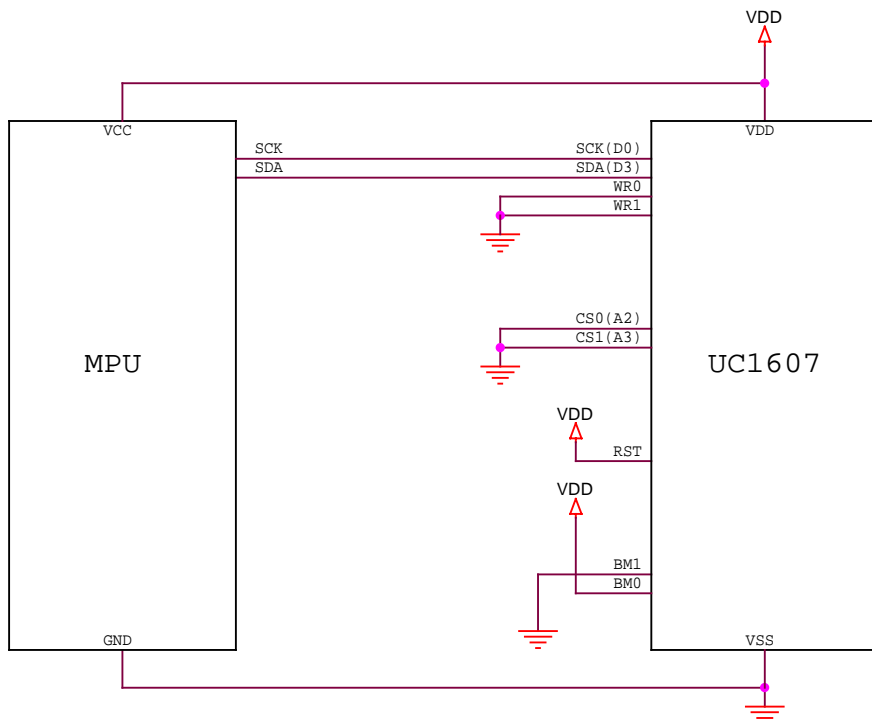 VDD
VCC
VDD
SCK
SCK(D0)
SDA
SDA(D3)
WR0
WR1
CS0(A2)
CS1(A3)
MPU
UC1607
VDD
RST
VDD
BM1
BM0
GND
VSS